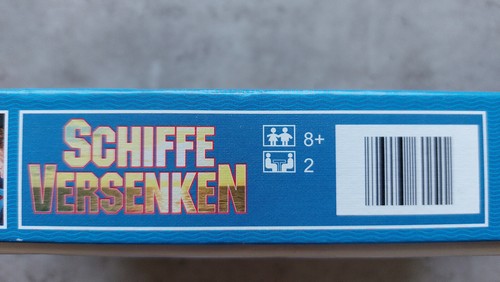 SCHIFFE
VERSENKEN
8+
2